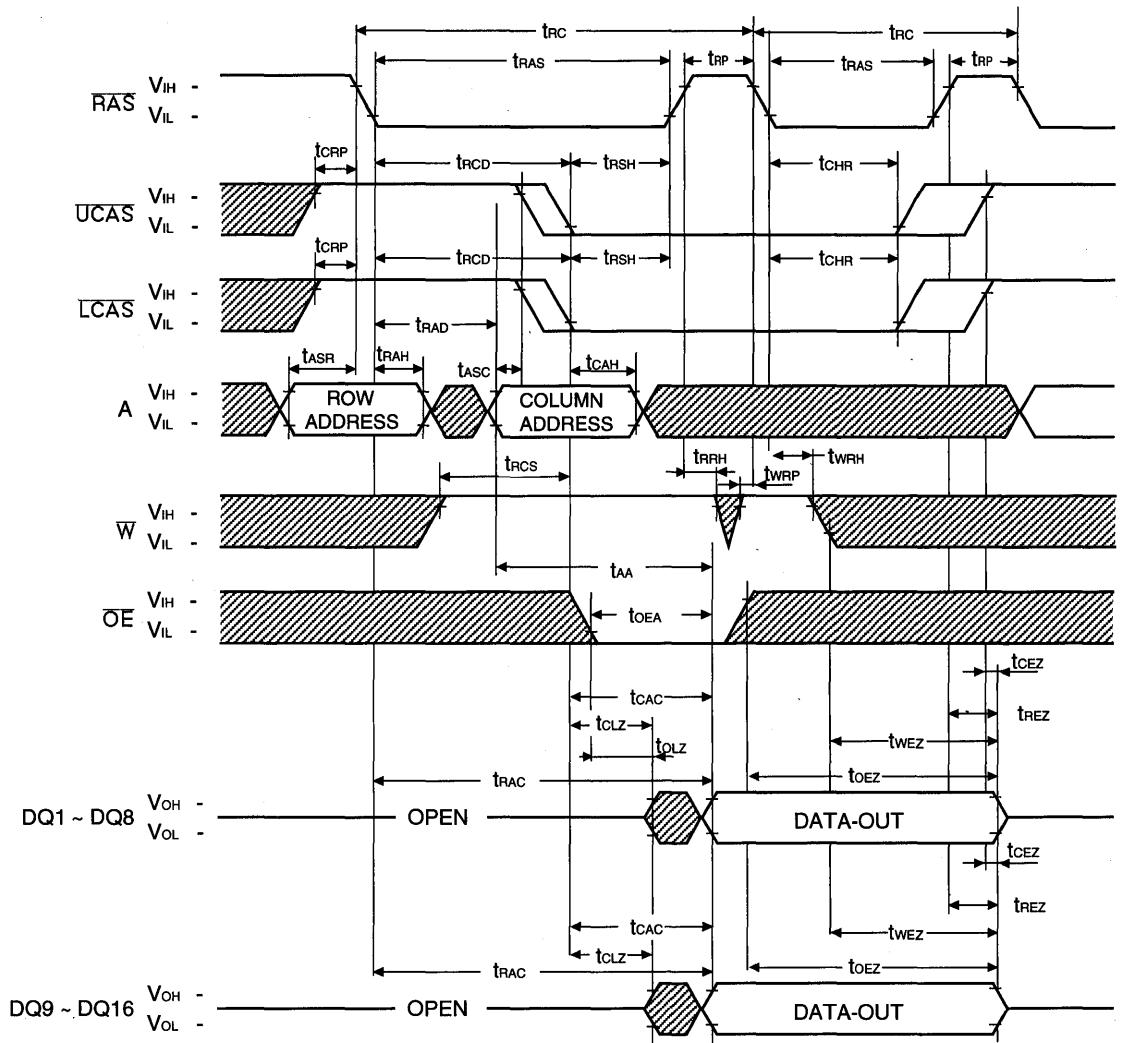 tRC tRC
tRAS tRP tRAS tRP
RAS VIH -
VIL -
tCRP tRCD tRSH tCHR
UCAS VIH -
VIL -
tCRP tRCD tRSH tCHR
LCAS VIH -
VIL -
tRAD
tASR tRAH tASC tCAH
A VIH -
VIL -
ROW ADDRESS
COLUMN ADDRESS
tRCS tRRH tWRP tWRH
W VIH -
VIL -
tAA
OE VIH -
VIL -
tOEA
tCEZ
tCAC tREZ
tCLZ tWEZ
tOLZ
tRAC tOEZ
DQ1 ~ DQ8 VOH -
VOL -
OPEN DATA-OUT
tCEZ
tREZ
tCAC tWEZ
tCLZ
tRAC tOEZ
DQ9 ~ DQ16 VOH -
VOL -
OPEN DATA-OUT